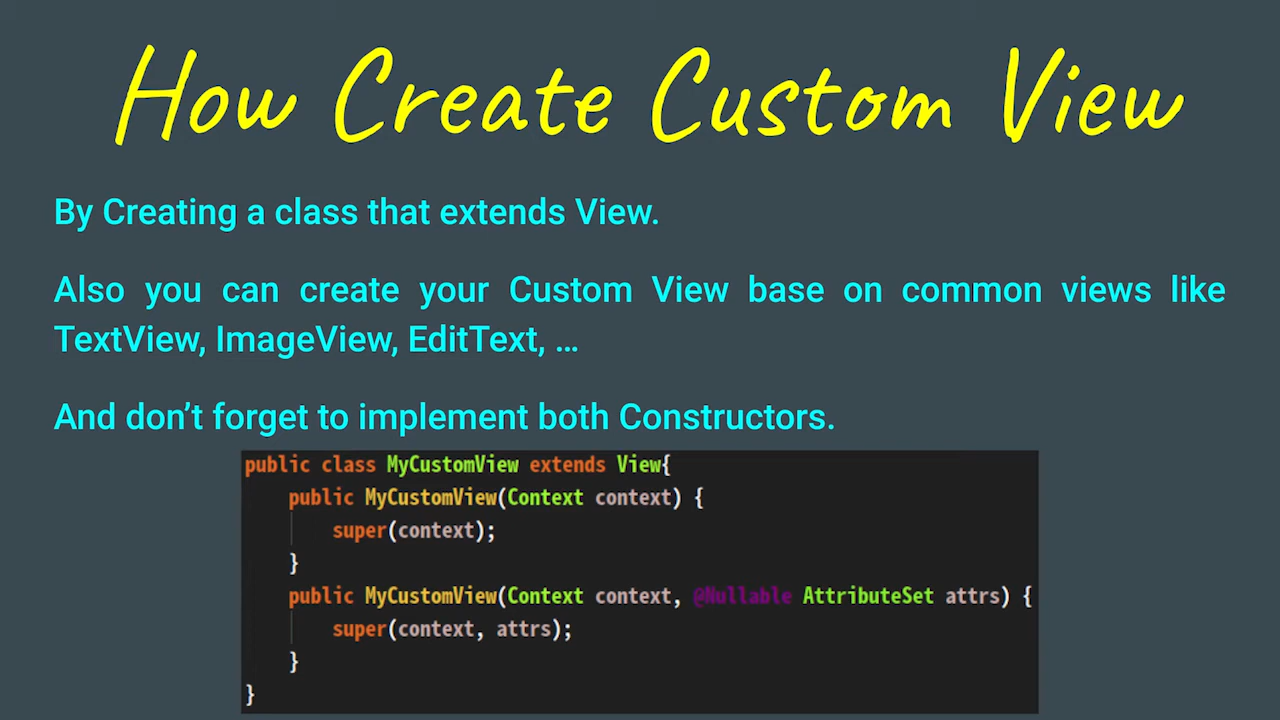 How Create Custom View
By Creating a class that extends View.
Also you can create your Custom View base on common views like
TextView, ImageView, EditText, ...
And don’t forget to implement both Constructors.
public class MyCustomView extends View{
    public MyCustomView(Context context) {
        super(context);
    }
    public MyCustomView(Context context, @Nullable AttributeSet attrs) {
        super(context, attrs);
    }
}